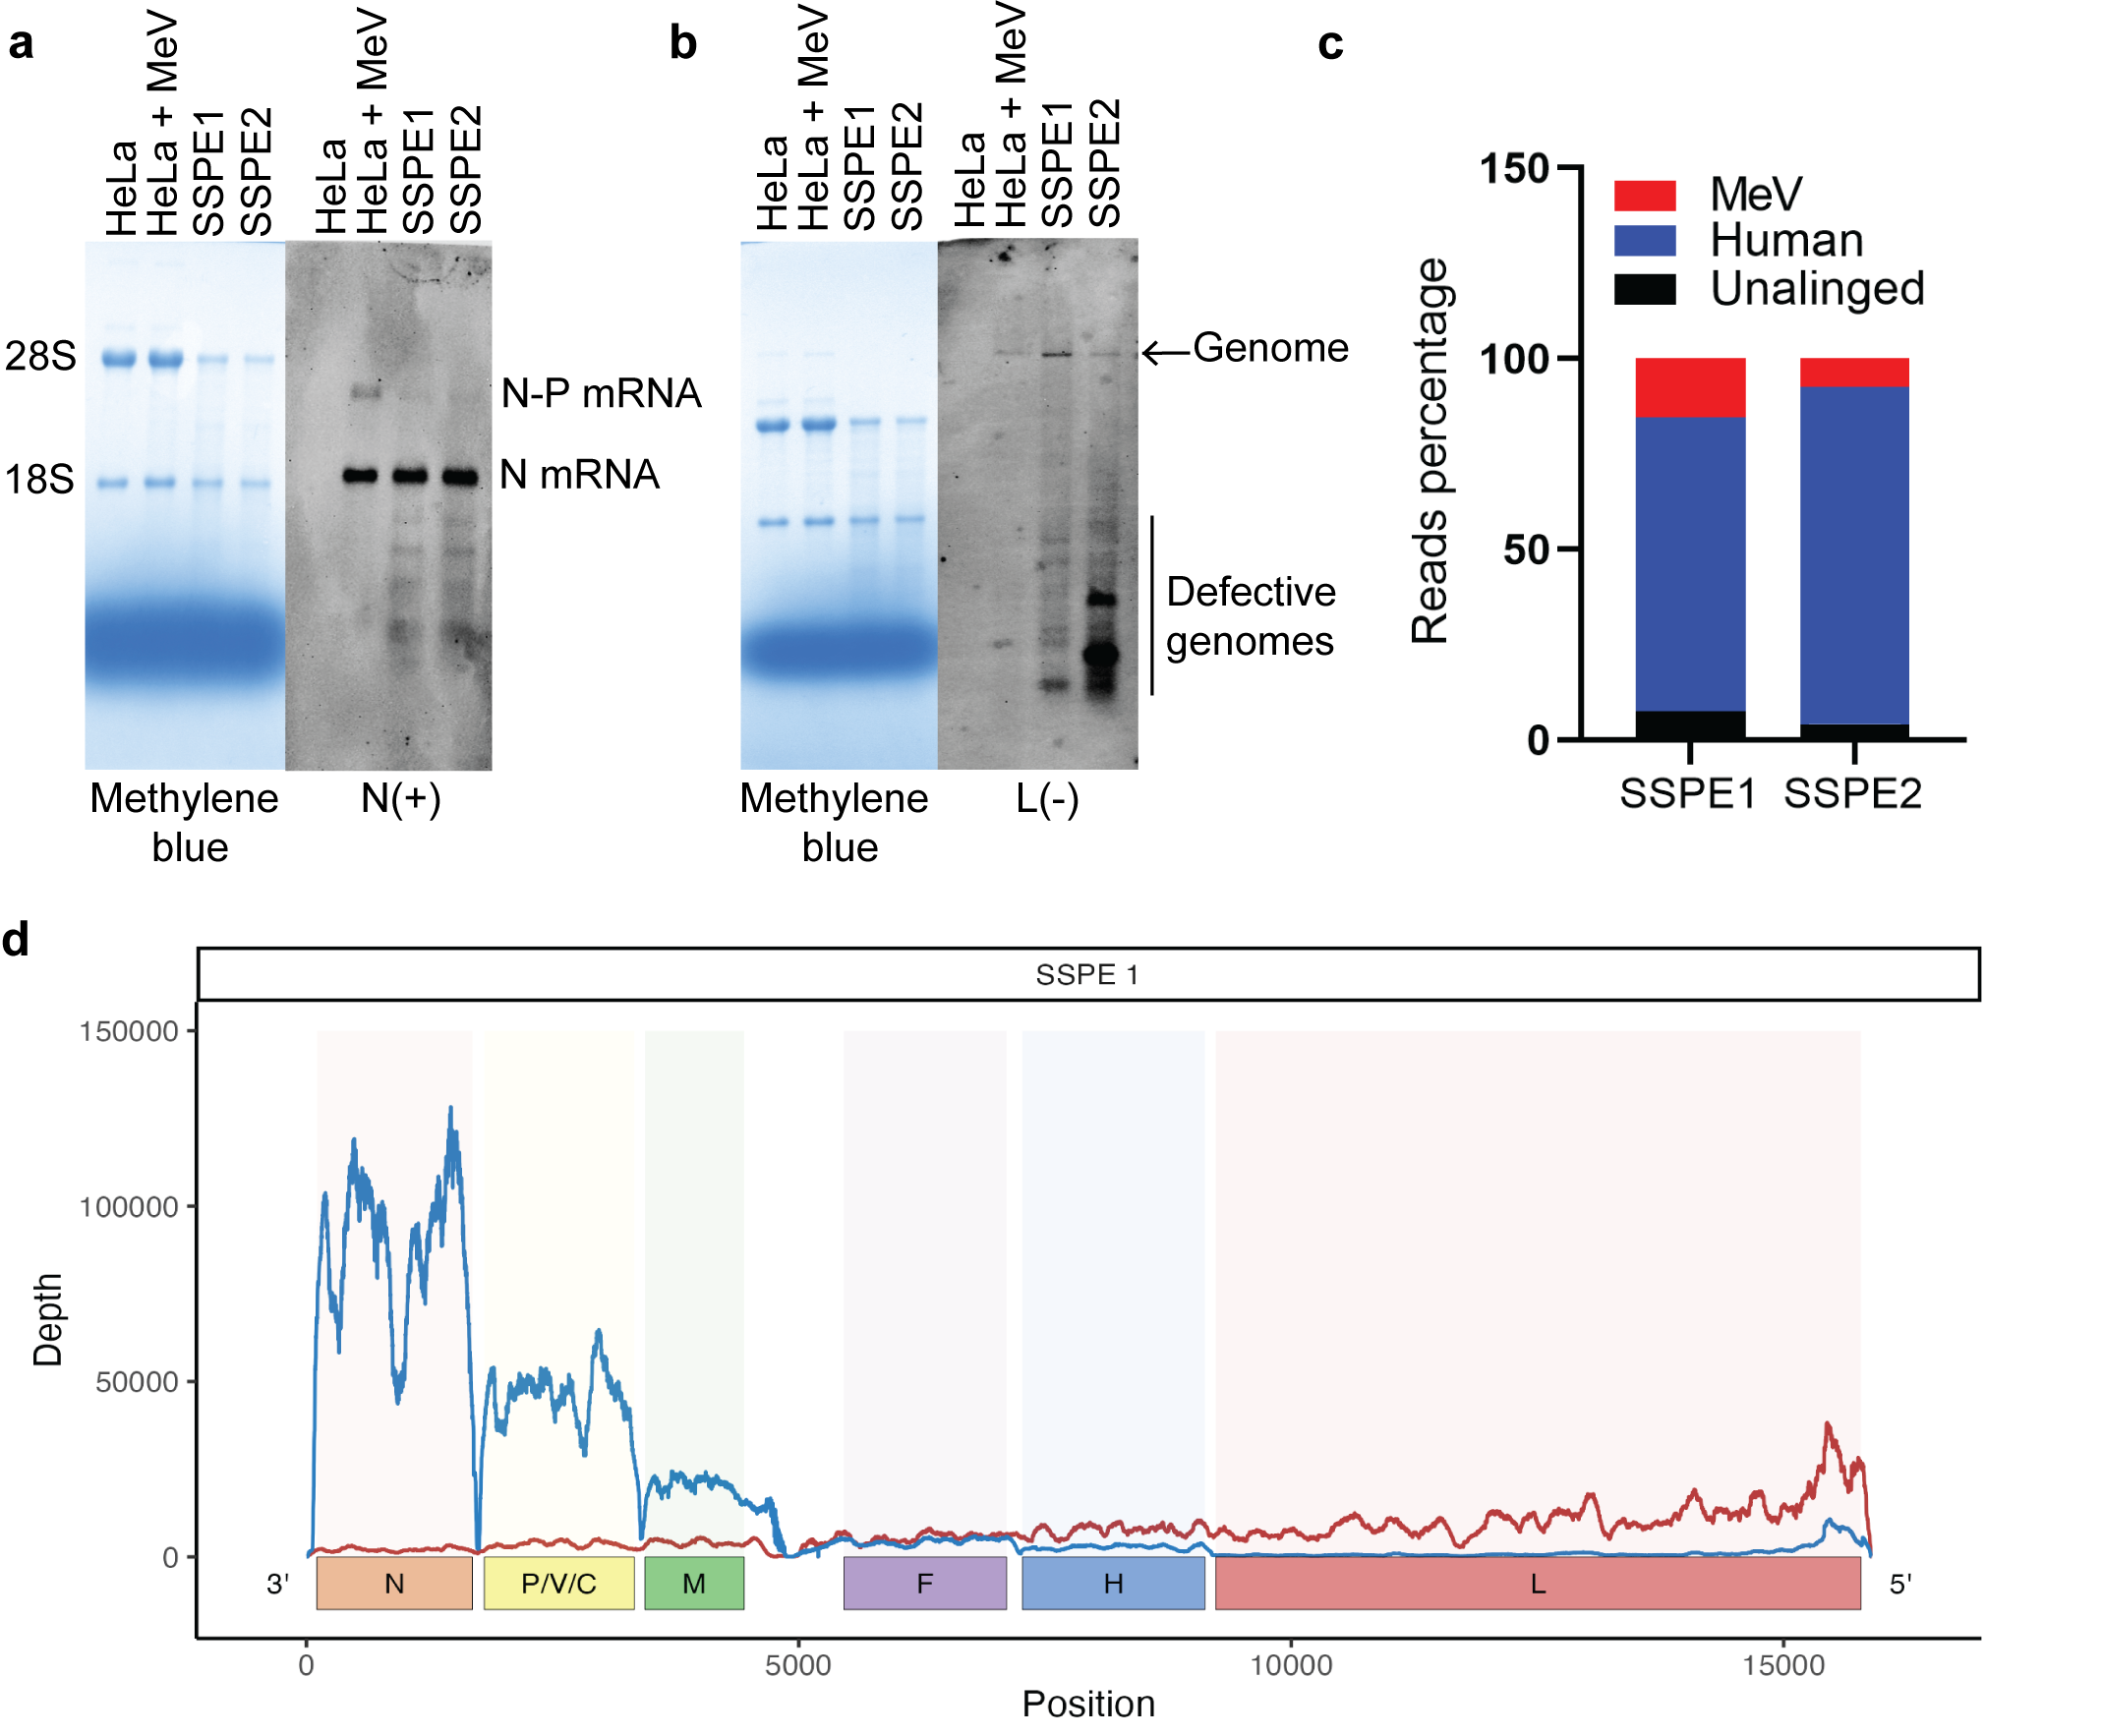 a
HeLa
HeLa + MeV
SSPE1
SSPE2
HeLa
HeLa + MeV
SSPE1
SSPE2
28S
18S
N-P mRNA
N mRNA
Methylene
blue
N(+)
b
HeLa
HeLa + MeV
SSPE1
SSPE2
HeLa
HeLa + MeV
SSPE1
SSPE2
Genome
Defective
genomes
Methylene
blue
L(-)
c
Reads percentage
150
100
50
0
MeV
Human
Unalinged
SSPE1
SSPE2
d
SSPE 1
Depth
150000
100000
50000
0
3'
N
P/V/C
M
F
H
L
5'
0
5000
10000
15000
Position